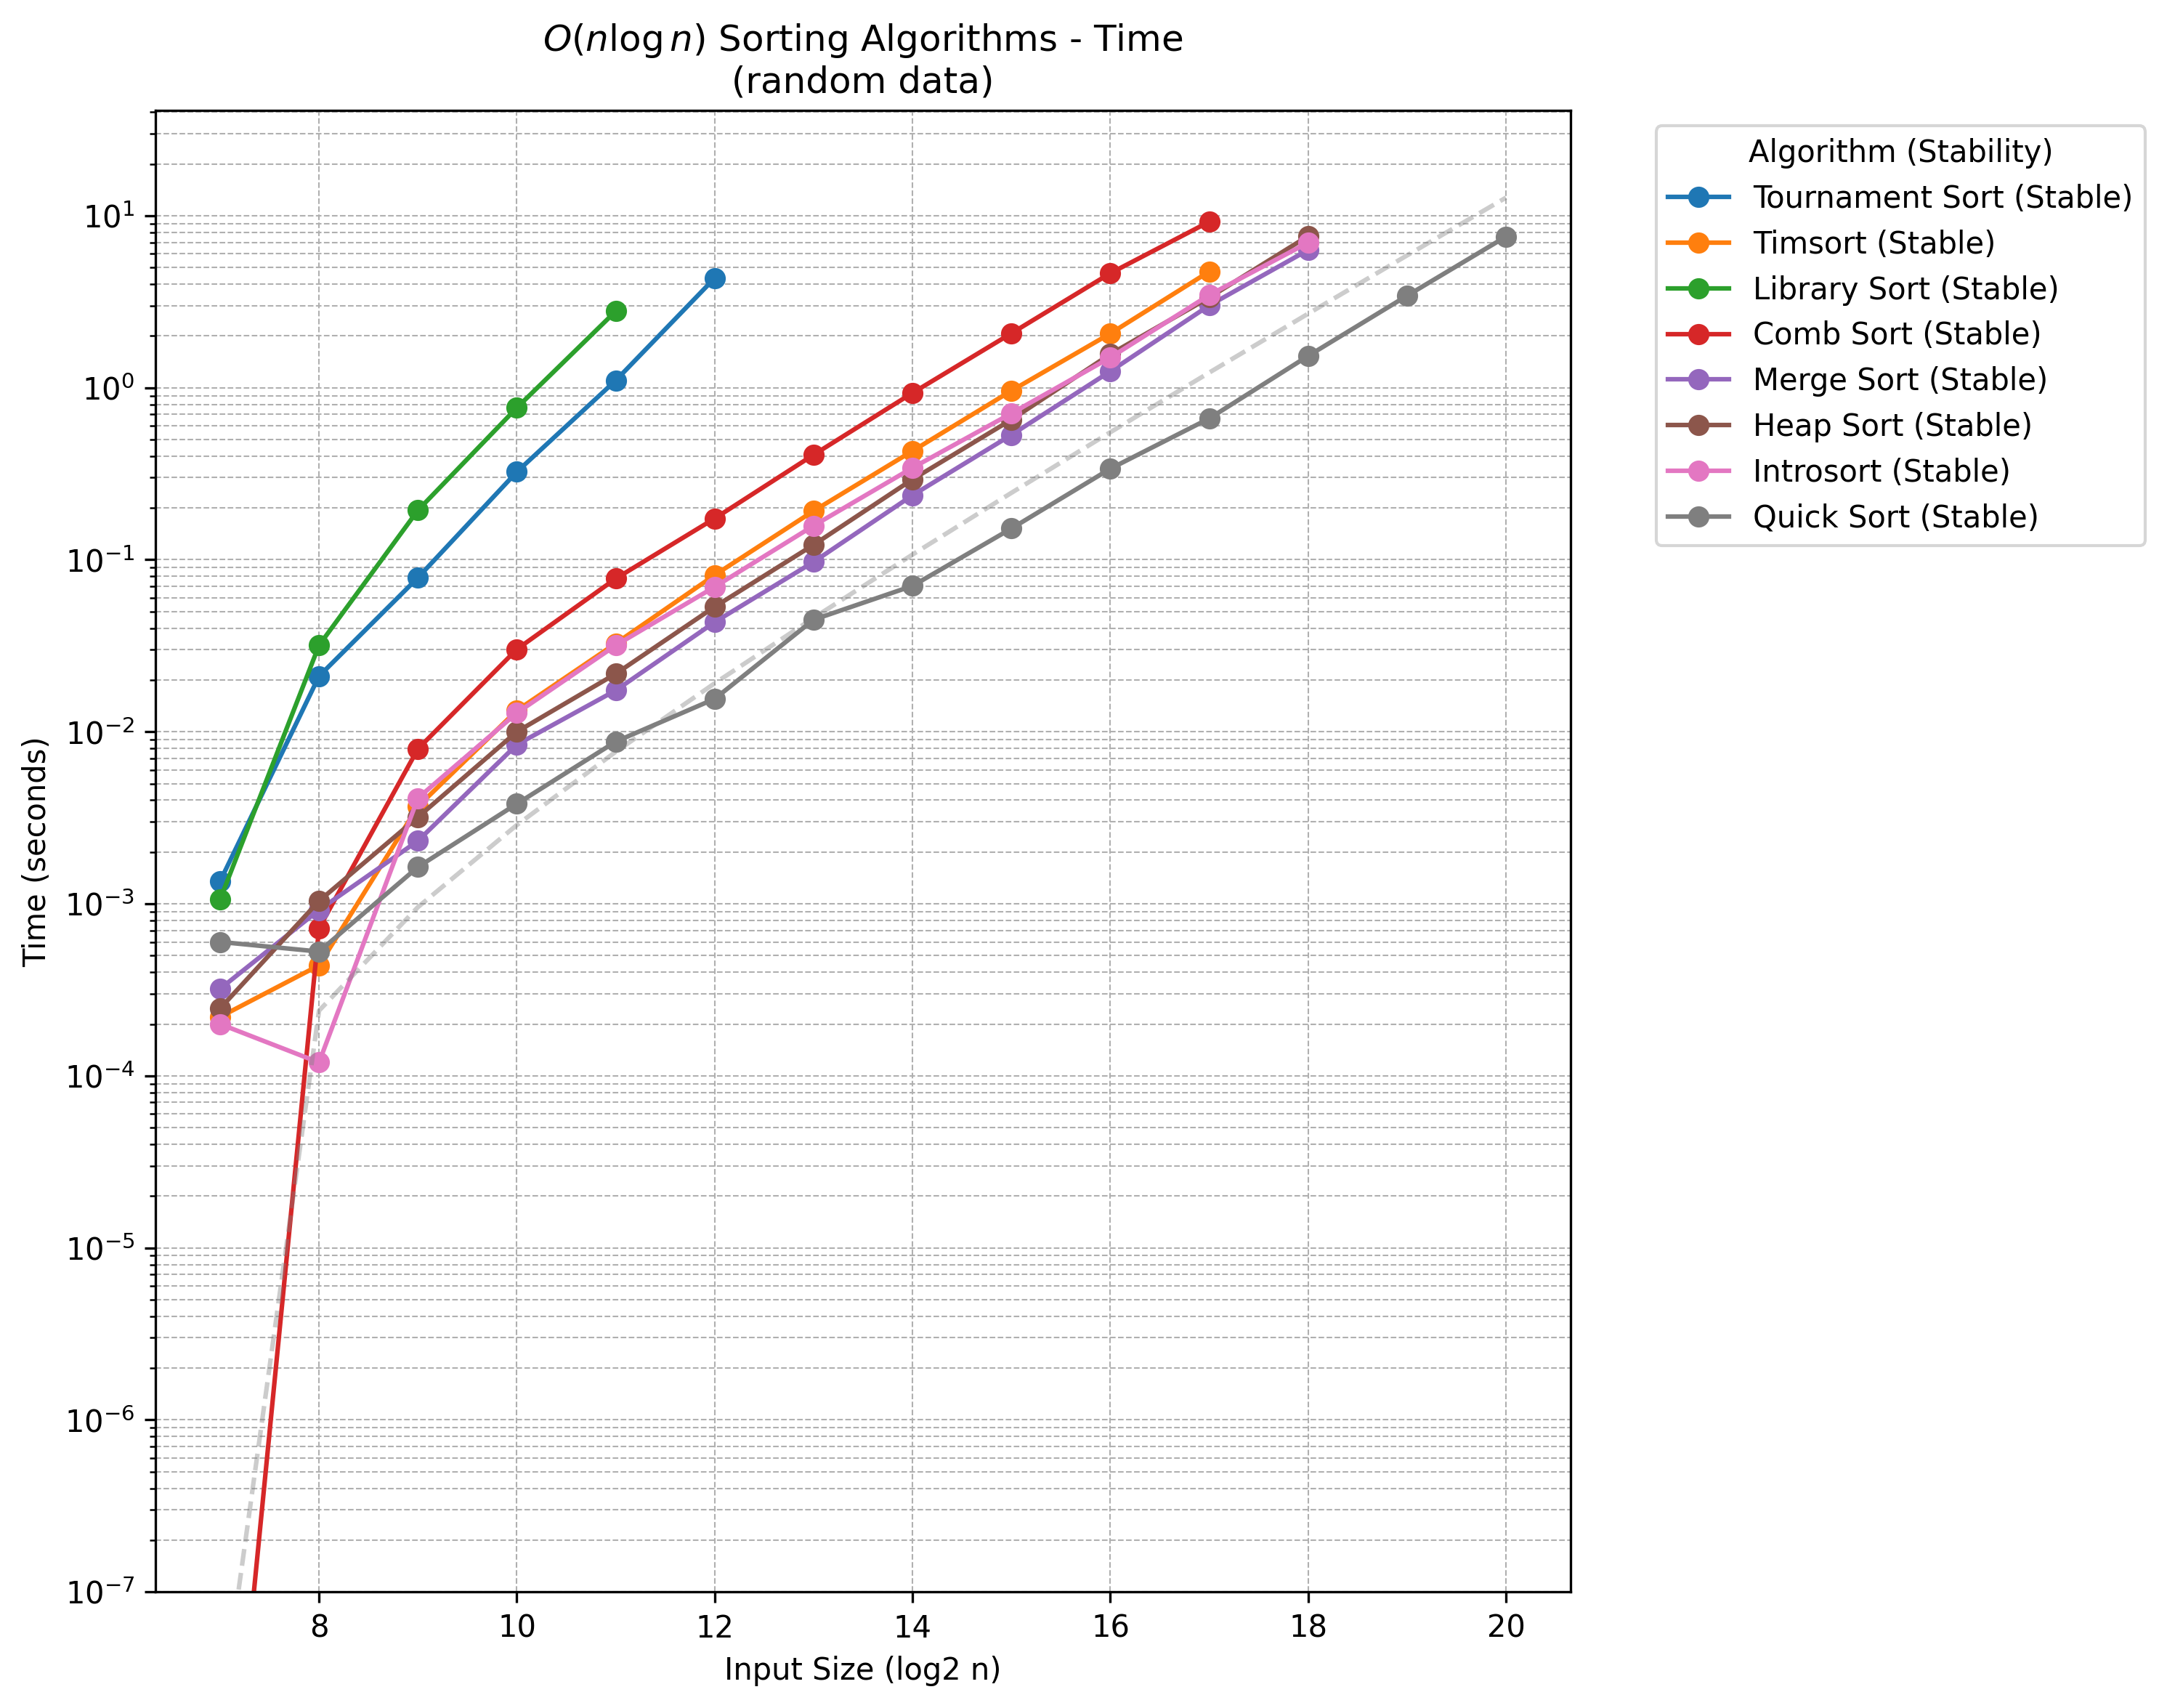 O(n log n) Sorting Algorithms - Time
(random data)
Time (seconds)
10¹
10⁰
10⁻¹
10⁻²
10⁻³
10⁻⁴
10⁻⁵
10⁻⁶
10⁻⁷
8 10 12 14 16 18 20
Input Size (log2 n)
Algorithm (Stability)
Tournament Sort (Stable)
Timsort (Stable)
Library Sort (Stable)
Comb Sort (Stable)
Merge Sort (Stable)
Heap Sort (Stable)
Introsort (Stable)
Quick Sort (Stable)